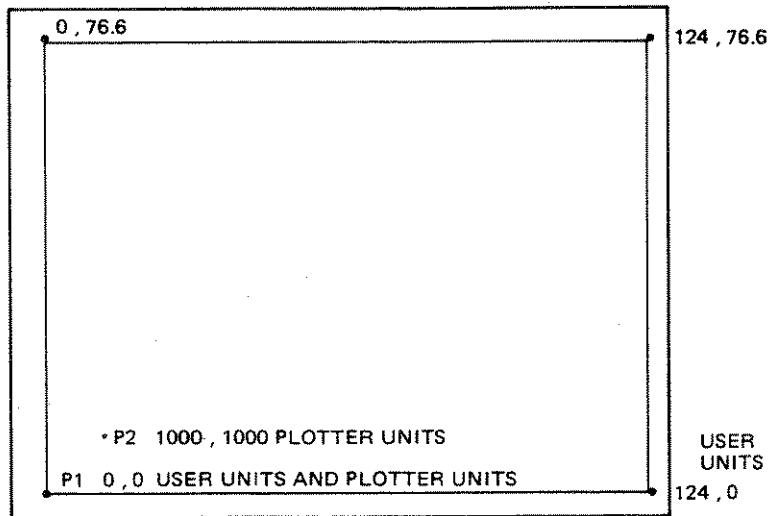 0 , 76.6
124 , 76.6
P2 1000 , 1000 PLOTTER UNITS
P1 0 , 0 USER UNITS AND PLOTTER UNITS
USER
UNITS
124 , 0